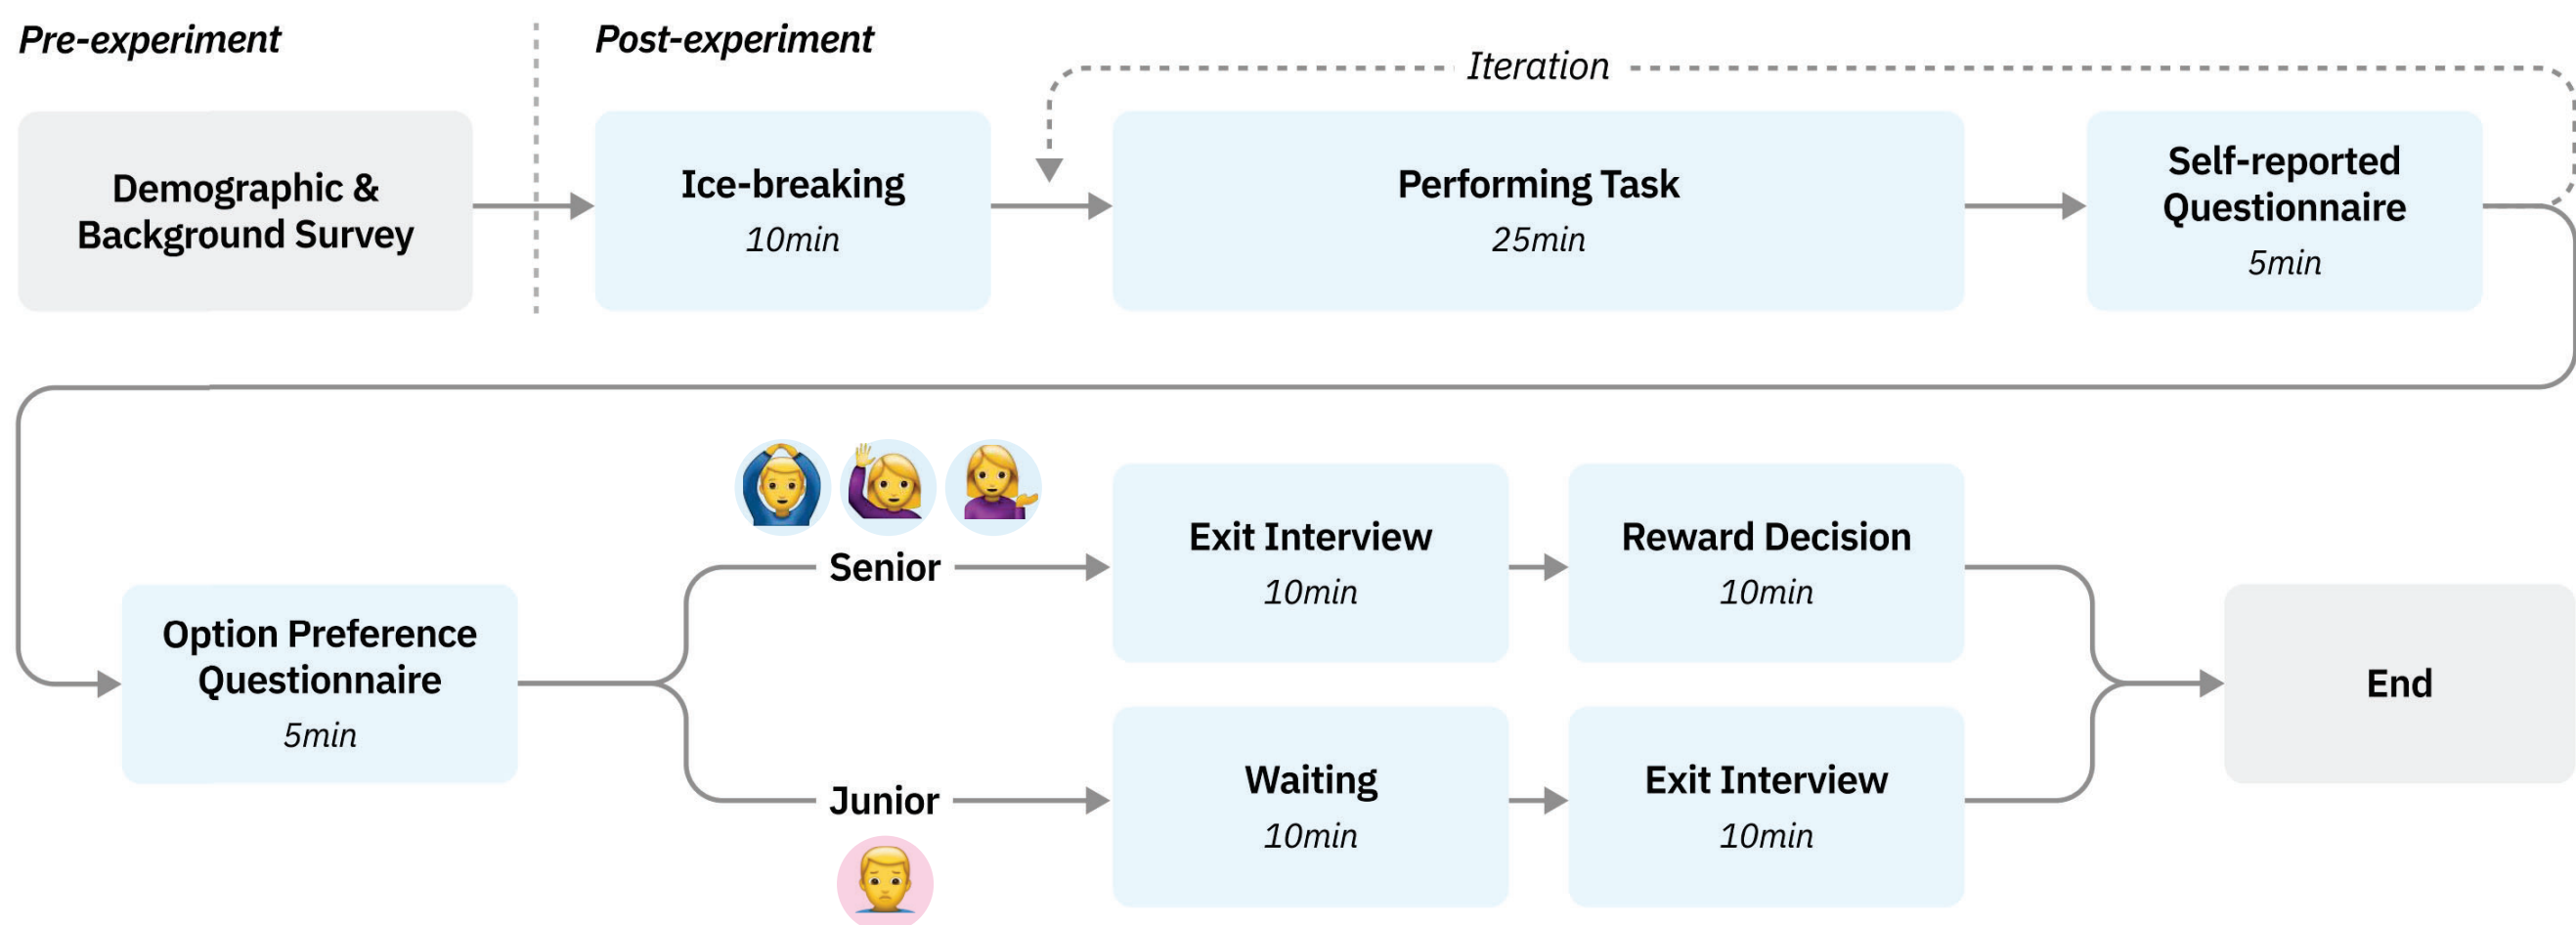 Pre-experiment
Post-experiment
Iteration
Demographic &
Background Survey
Ice-breaking
10min
Performing Task
25min
Self-reported
Questionnaire
5min
Option Preference
Questionnaire
5min
Senior
Exit Interview
10min
Reward Decision
10min
Junior
Waiting
10min
Exit Interview
10min
End